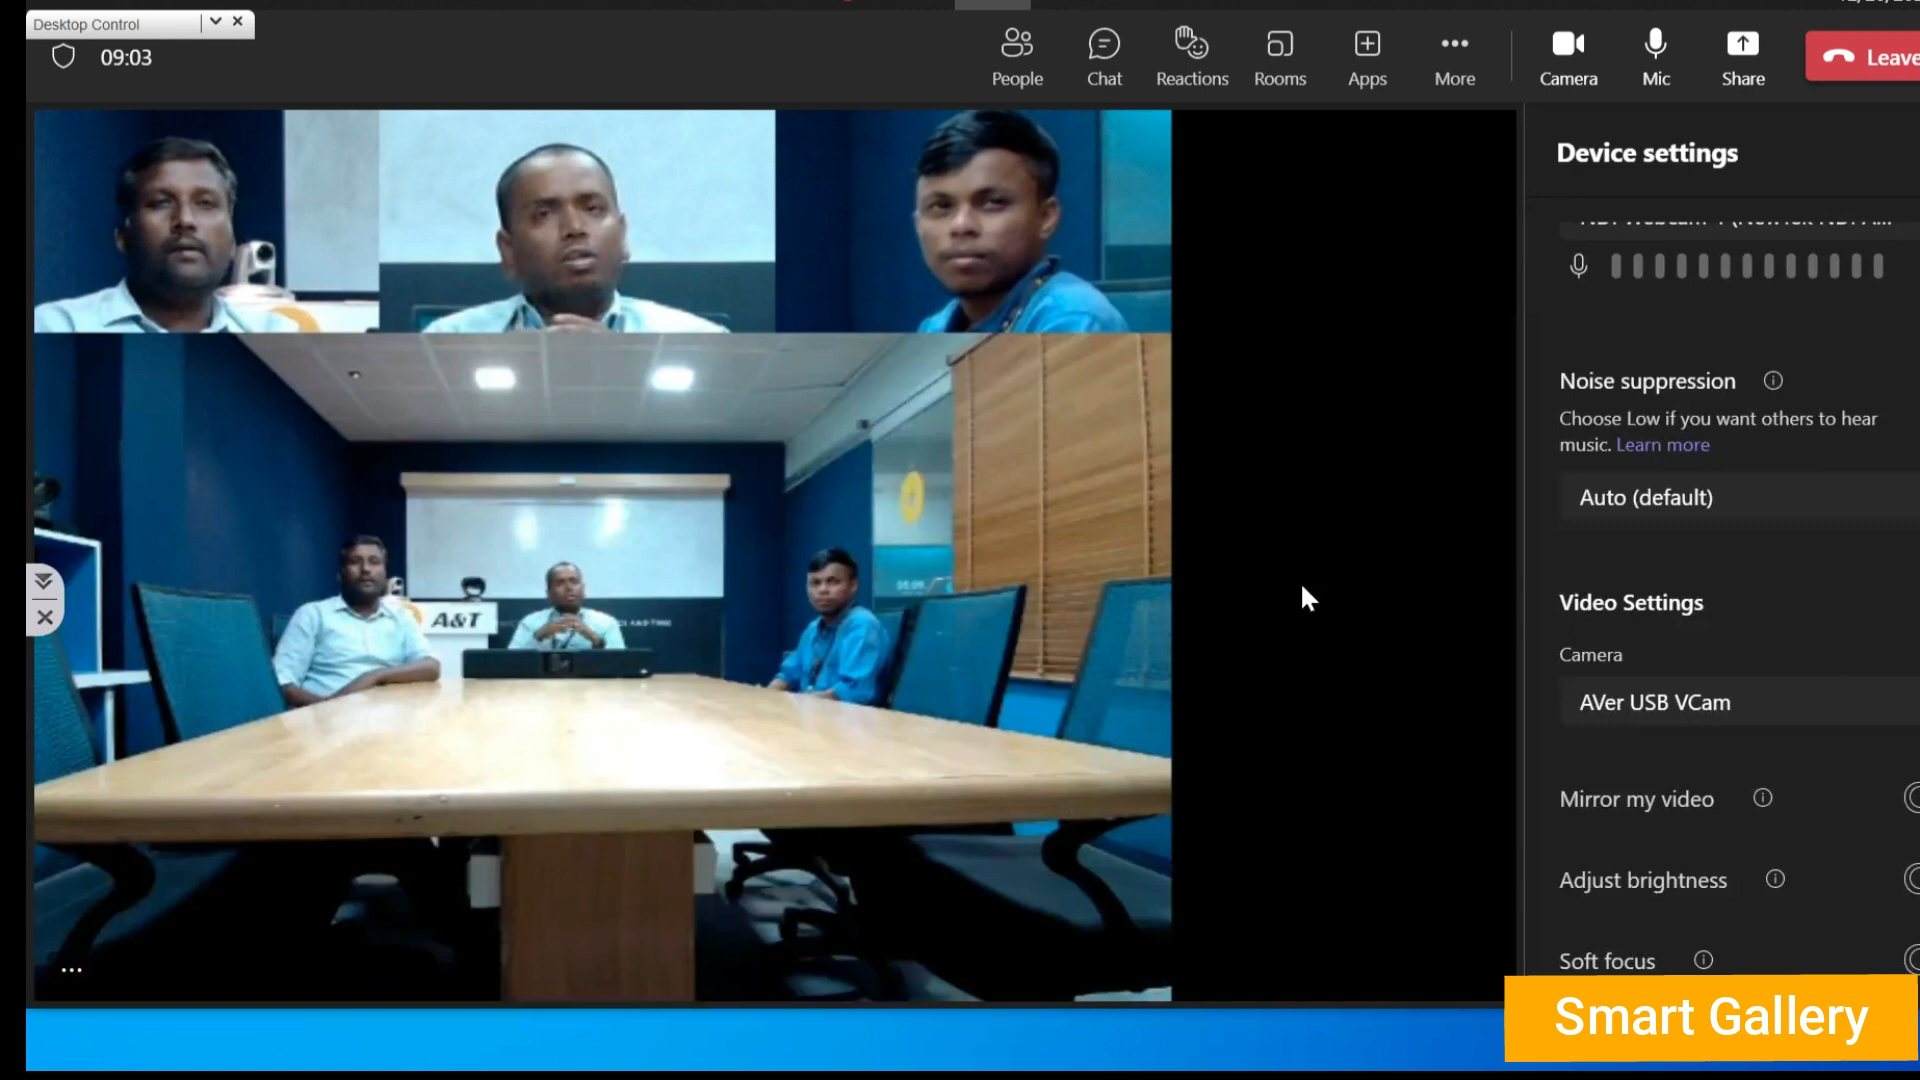 Desktop Control
09:03
People
Chat
Reactions
Rooms
Apps
More
Camera
Mic
Share
Leave
Device settings
Noise suppression
Choose Low if you want others to hear
music. Learn more
Auto (default)
Video Settings
Camera
AVer USB VCam
Mirror my video
Adjust brightness
Soft focus
A&T
Smart Gallery